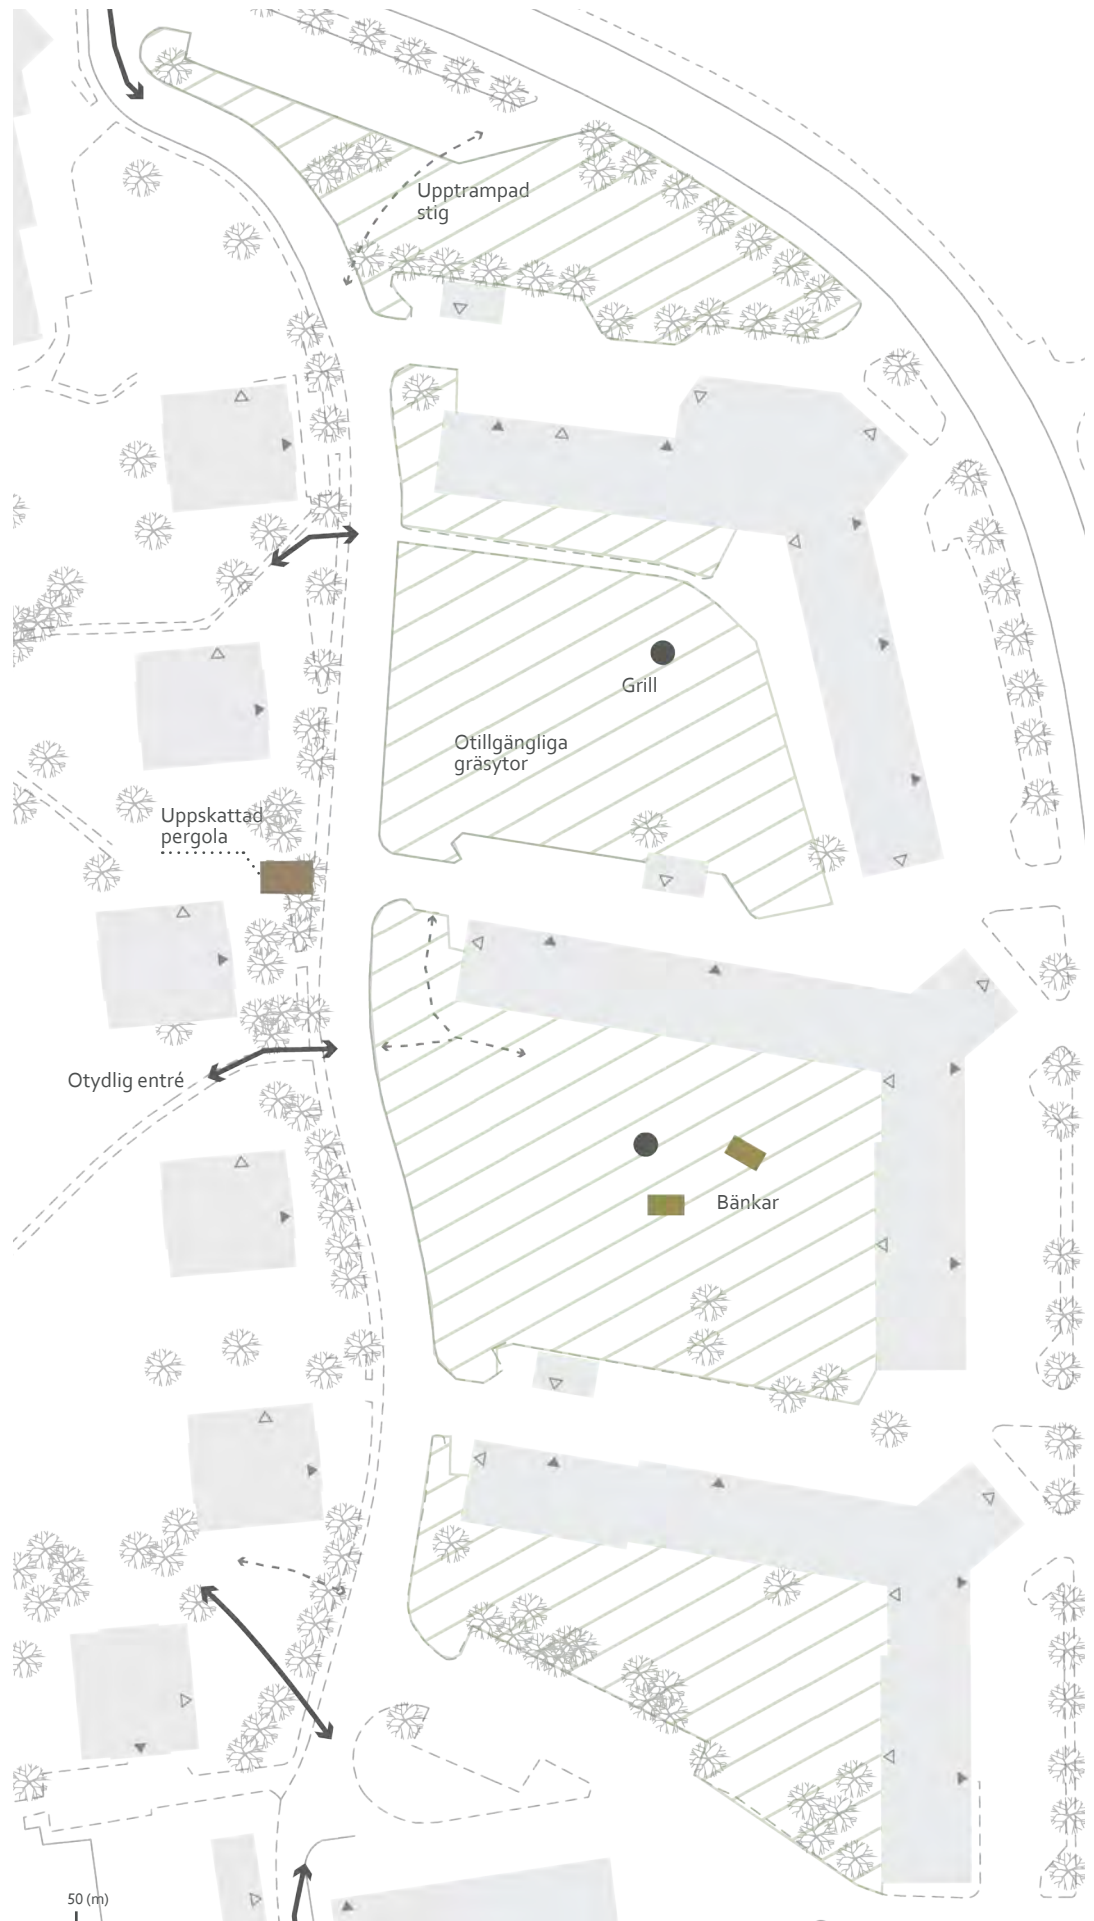 Upptrampad
stig
Grill
Otillgängliga
gräsytor
Uppskattad
pergola
Otydlig entré
Bänkar
50 (m)